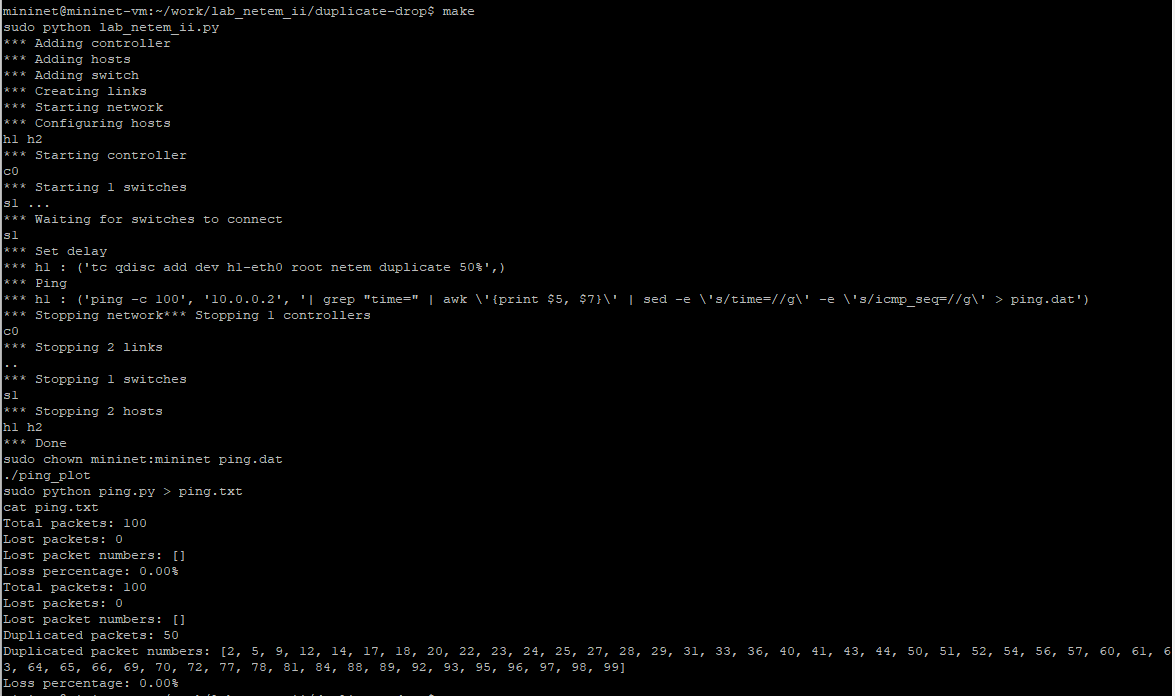 mininet@mininet-vm:~/work/lab_netem_ii/duplicate-drop$ make
sudo python lab_netem_ii.py
*** Adding controller
*** Adding hosts
*** Adding switch
*** Creating links
*** Starting network
*** Configuring hosts
h1 h2
*** Starting controller
c0
*** Starting 1 switches
s1 ...
*** Waiting for switches to connect
s1
*** Set delay
*** h1 : ('tc qdisc add dev h1-eth0 root netem duplicate 50%',)
*** Ping
*** h1 : ('ping -c 100', '10.0.0.2', '| grep "time=" | awk \'{print $5, $7}\' | sed -e \'s/time=//g\' -e \'s/icmp_seq=//g\' > ping.dat')
*** Stopping network*** Stopping 1 controllers
c0
*** Stopping 2 links
..
*** Stopping 1 switches
s1
*** Stopping 2 hosts
h1 h2
*** Done
sudo chown mininet:mininet ping.dat
./ping_plot
sudo python ping.py > ping.txt
cat ping.txt
Total packets: 100
Lost packets: 0
Lost packet numbers: []
Loss percentage: 0.00%
Total packets: 100
Lost packets: 0
Lost packet numbers: []
Duplicated packets: 50
Duplicated packet numbers: [2, 5, 9, 12, 14, 17, 18, 20, 22, 23, 24, 25, 27, 28, 29, 31, 33, 36, 40, 41, 43, 44, 50, 51, 52, 54, 56, 57, 60, 61, 6
3, 64, 65, 66, 69, 70, 72, 77, 78, 81, 84, 88, 89, 92, 93, 95, 96, 97, 98, 99]
Loss percentage: 0.00%